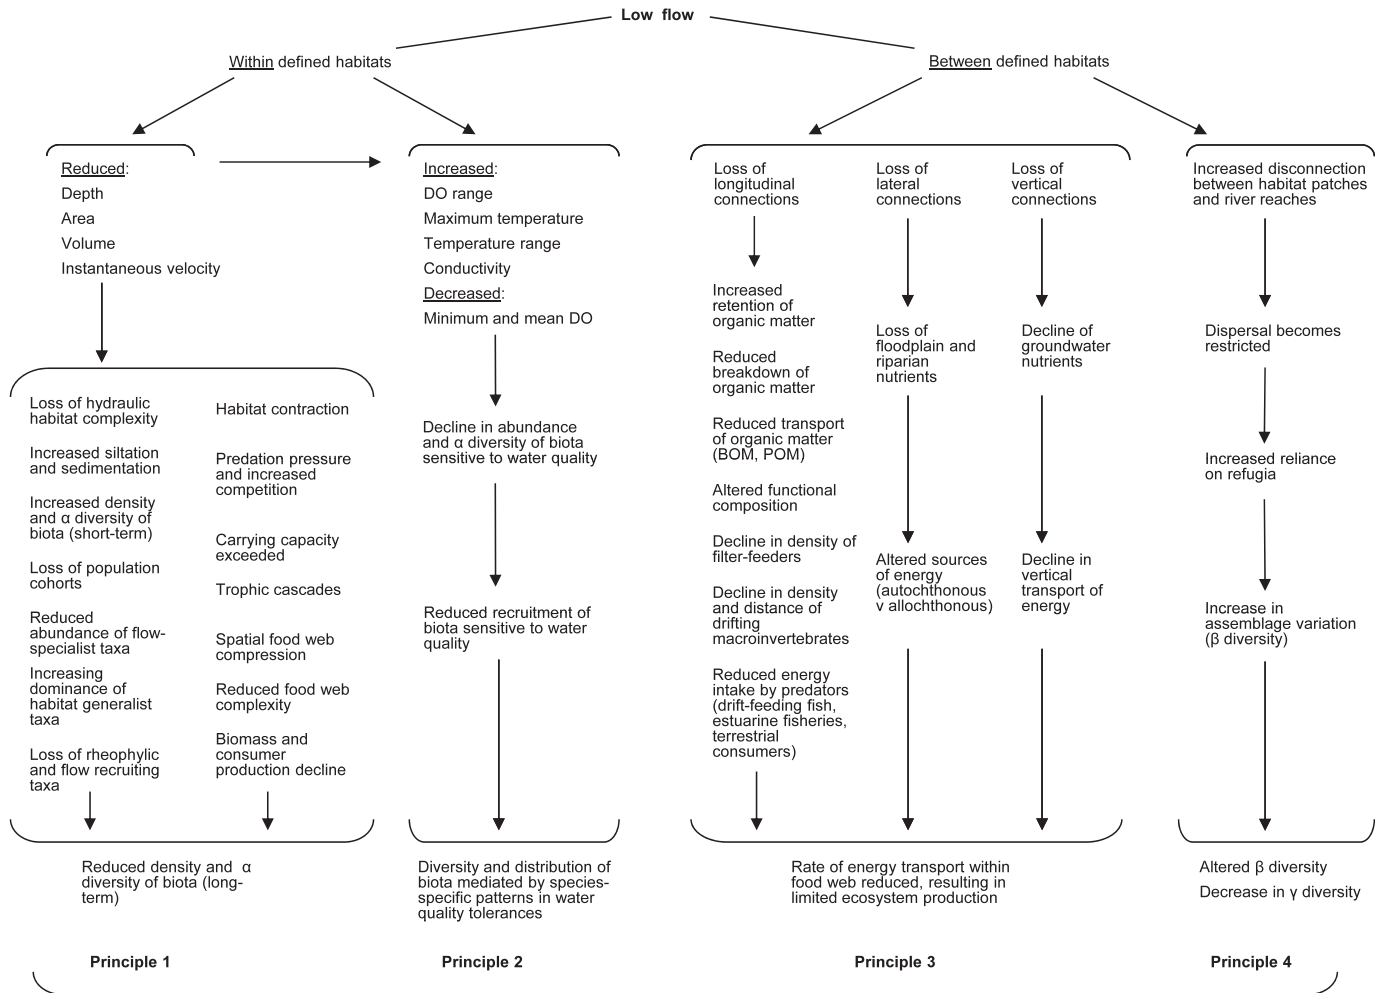 Low flow
Within defined habitats
Between defined habitats
Reduced:
Depth
Area
Volume
Instantaneous velocity
Increased:
DO range
Maximum temperature
Temperature range
Conductivity
Decreased:
Minimum and mean DO
Loss of
longitudinal
connections
Loss of
lateral
connections
Loss of
vertical
connections
Increased disconnection
between habitat patches
and river reaches
Loss of hydraulic
habitat complexity
Increased siltation
and sedimentation
Increased density
and α diversity of
biota (short-term)
Loss of population
cohorts
Reduced
abundance of flow-
specialist taxa
Increasing
dominance of
habitat generalist
taxa
Loss of rheophylic
and flow recruiting
taxa
Habitat contraction
Predation pressure
and increased
competition
Carrying capacity
exceeded
Trophic cascades
Spatial food web
compression
Reduced food web
complexity
Biomass and
consumer
production decline
Decline in abundance
and α diversity of biota
sensitive to water quality
Reduced recruitment of
biota sensitive to water
quality
Increased
retention of
organic matter
Reduced
breakdown of
organic matter
Reduced transport
of organic matter
(BOM, POM)
Altered functional
composition
Decline in density of
filter-feeders
Decline in density
and distance of
drifting
macroinvertebrates
Reduced energy
intake by predators
(drift-feeding fish,
estuarine fisheries,
terrestrial
consumers)
Loss of
floodplain and
riparian
nutrients
Altered sources
of energy
(autochthonous
v allochthonous)
Decline of
groundwater
nutrients
Decline in
vertical
transport of
energy
Dispersal becomes
restricted
Increased reliance
on refugia
Increase in
assemblage variation
(β diversity)
Reduced density and α
diversity of biota (long-
term)
Diversity and distribution of
biota mediated by species-
specific patterns in water
quality tolerances
Rate of energy transport within
food web reduced, resulting in
limited ecosystem production
Altered β diversity
Decrease in γ diversity
Principle 1
Principle 2
Principle 3
Principle 4